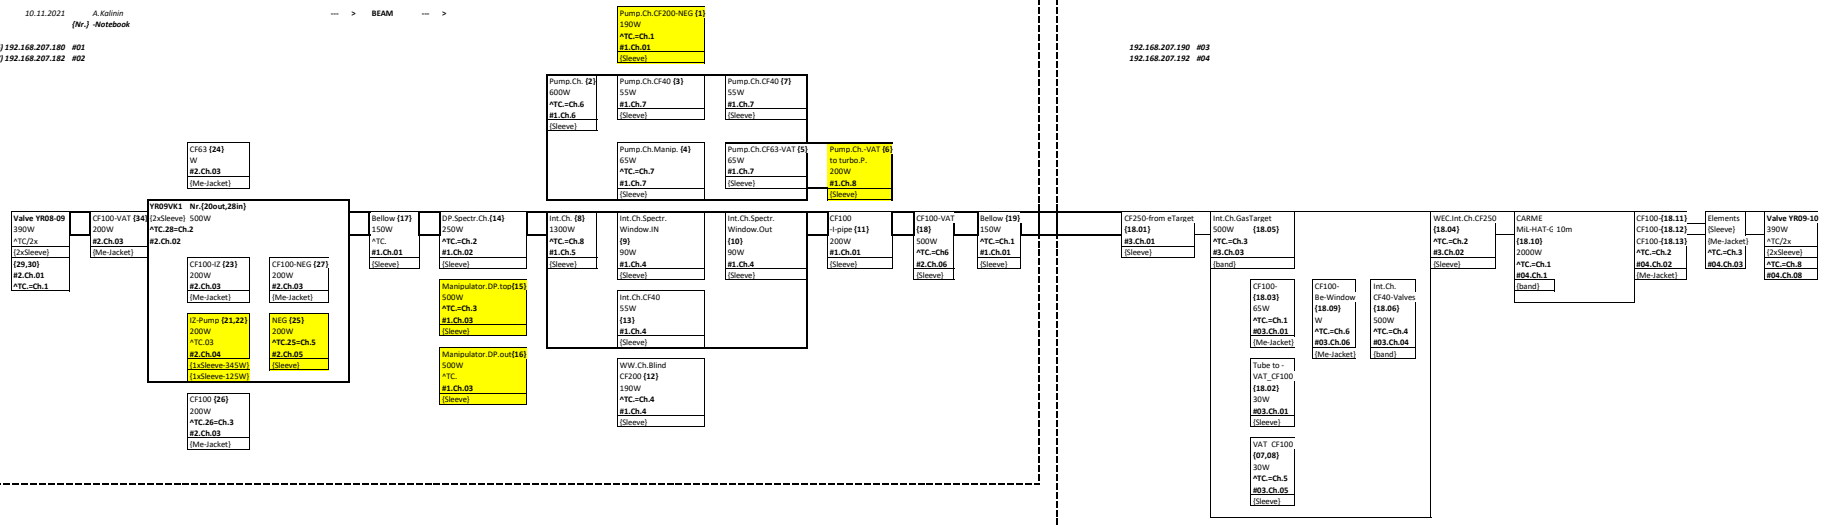 10.11.2021 A.Kalinin --- > BEAM --- >
{Nr.} -Notebook
192.168.207.180 #01
192.168.207.182 #02
192.168.207.190 #03
192.168.207.192 #04
Pump.Ch.CF200-NEG {1}
190W
^TC.=Ch.1
#1.Ch.01
{Sleeve}
Pump.Ch. {2}
600W
^TC.=Ch.6
#1.Ch.6
{Sleeve}
Pump.Ch.CF40 {3}
55W
#1.Ch.7
{Sleeve}
Pump.Ch.CF40 {7}
55W
#1.Ch.7
{Sleeve}
Pump.Ch.Manip. {4}
65W
^TC.=Ch.7
#1.Ch.7
{Sleeve}
Pump.Ch.CF63-VAT {5}
65W
#1.Ch.7
{Sleeve}
Pump.Ch.-VAT {6}
to turbo.P.
200W
#1.Ch.8
{Sleeve}
CF63 {24}
W
#2.Ch.03
{Me-Jacket}
Valve YR08-09
390W
^TC/2x
{2xSleeve}
{29,30}
#2.Ch.01
^TC.=Ch.1
CF100-VAT {34}
200W
#2.Ch.03
{Me-Jacket}
YR09VK1 Nr.{20out,28in}
{2xSleeve} 500W
^TC.28=Ch.2
#2.Ch.02
CF100-IZ {23}
200W
#2.Ch.03
{Me-Jacket}
CF100-NEG {27}
200W
#2.Ch.03
{Me-Jacket}
IZ-Pump {21,22}
200W
^TC.03
#2.Ch.04
{1xSleeve-345W}
{1xSleeve-125W}
NEG {25}
200W
^TC.25=Ch.5
#2.Ch.05
{Sleeve}
CF100 {26}
200W
^TC.26=Ch.3
#2.Ch.03
{Me-Jacket}
Bellow {17}
150W
^TC.
#1.Ch.01
{Sleeve}
DP.Spectr.Ch.{14}
250W
^TC.=Ch.2
#1.Ch.02
{Sleeve}
Manipulator.DP.top{15}
500W
^TC.=Ch.3
#1.Ch.03
{Sleeve}
Manipulator.DP.out{16}
500W
^TC.
#1.Ch.03
{Sleeve}
Int.Ch. {8}
1300W
^TC.=Ch.8
#1.Ch.5
{Sleeve}
Int.Ch.Spectr.
Window.IN
{9}
90W
#1.Ch.4
{Sleeve}
Int.Ch.Spectr.
Window.Out
{10}
90W
#1.Ch.4
{Sleeve}
Int.Ch.CF40
55W
{13}
#1.Ch.4
{Sleeve}
WW.Ch.Blind
CF200 {12}
190W
^TC.=Ch.4
#1.Ch.4
{Sleeve}
CF100
-I-pipe {11}
200W
#1.Ch.01
{Sleeve}
CF100-VAT
{18}
500W
^TC.=Ch6
#2.Ch.06
{Sleeve}
Bellow {19}
150W
^TC.=Ch.1
#1.Ch.01
{Sleeve}
CF250-from eTarget
{18.01}
#3.Ch.01
{Sleeve}
Int.Ch.GasTarget
500W {18.05}
^TC.=Ch.3
#3.Ch.03
{band}
CF100-
{18.03}
65W
^TC.=Ch.1
#03.Ch.01
{Me-Jacket}
CF100-
Be-Window
{18.09}
W
^TC.=Ch.6
#03.Ch.06
{Me-Jacket}
Int.Ch.
CF40-Valves
{18.06}
500W
^TC.=Ch.4
#03.Ch.04
{band}
Tube to -
VAT_CF100
{18.02}
30W
#03.Ch.01
{Sleeve}
VAT CF100
{07,08}
30W
^TC.=Ch.5
#03.Ch.05
{Sleeve}
WEC.Int.Ch.CF250
{18.04}
^TC.=Ch.2
#3.Ch.02
{Sleeve}
CARME
MiL-HAT-G 10m
{18.10}
2000W
^TC.=Ch.1
#04.Ch.1
{band}
CF100-{18.11}
CF100-{18.12}
CF100-{18.13}
^TC.=Ch.2
#04.Ch.02
{Me-Jacket}
Elements
{Sleeve}
{Me-Jacket}
^TC.=Ch.3
#04.Ch.03
Valve YR09-10
390W
^TC/2x
{2xSleeve}
^TC.=Ch.8
#04.Ch.08